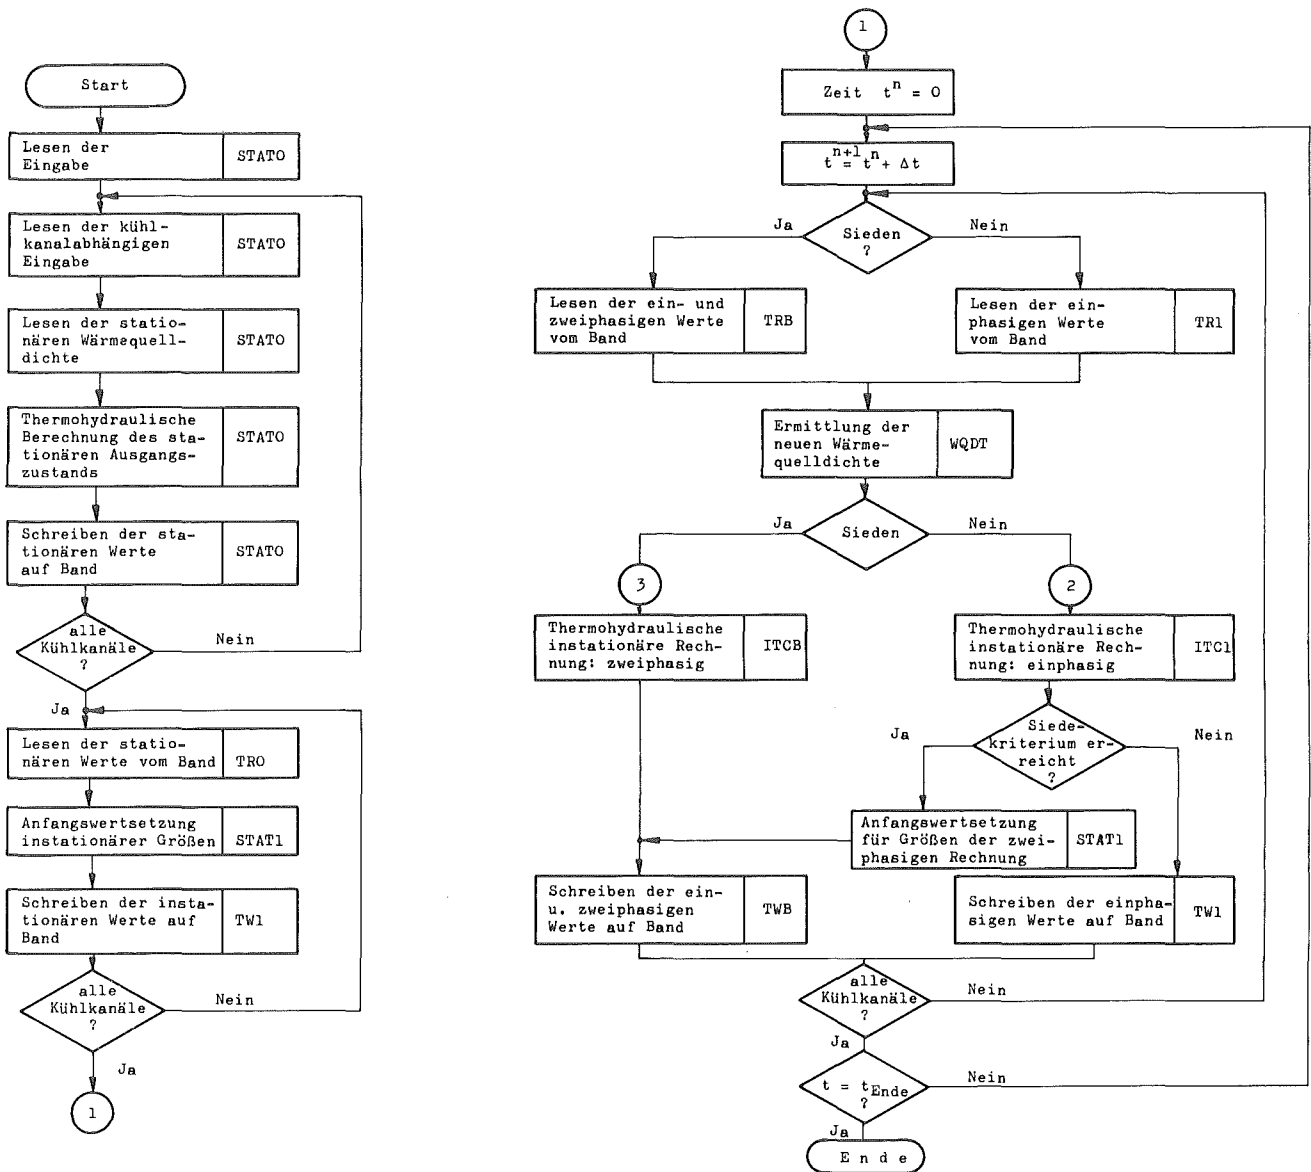 Start
Lesen der
Eingabe
STATO
Lesen der kühl-
kanalabhängigen
Eingabe
STATO
Lesen der statio-
nären Wärmequell-
dichte
STATO
Thermohydraulische
Berechnung des sta-
tionären Ausgangs-
zustands
STATO
Schreiben der sta-
tionären Werte
auf Band
STATO
alle
Kühlkanäle
?
Nein
Ja
Lesen der statio-
nären Werte vom Band
TRO
Anfangswertsetzung
instationärer Größen
STAT1
Schreiben der insta-
tionären Werte auf
Band
TW1
alle
Kühlkanäle
?
Nein
Ja
1
1
Zeit t^n = O
t^{n+1} = t^n + Δt
Sieden
?
Ja
Nein
Lesen der ein- und
zweiphasigen Werte
vom Band
TRB
Lesen der ein-
phasigen Werte
vom Band
TR1
Ermittlung der
neuen Wärme-
quelldichte
WQDT
Sieden
Ja
Nein
3
2
Thermohydraulische
instationäre Rech-
nung: zweiphasig
ITCB
Thermohydraulische
instationäre Rech-
nung: einphasig
ITC1
Siede-
kriterium er-
reicht
?
Ja
Nein
Anfangswertsetzung
für Größen der zwei-
phasigen Rechnung
STAT1
Schreiben der ein-
u. zweiphasigen
Werte auf Band
TWB
Schreiben der einpha-
sigen Werte auf Band
TW1
alle
Kühlkanäle
?
Nein
Ja
t = t Ende
?
Nein
Ja
E n d e